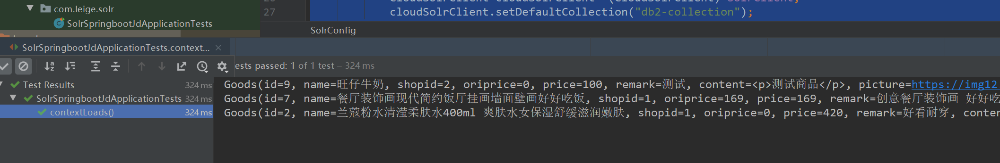 com.leige.solr
SolrSpringbootJdApplicationTests
27 cloudSolrClient.setDefaultCollection("db2-collection");
SolrConfig
SolrSpringbootJdApplicationTests.context...
ests passed: 1 of 1 test – 324 ms
Test Results 324 ms
SolrSpringbootJdApplicationTests 324 ms
contextLoads() 324 ms
Goods(id=9, name=旺仔牛奶, shopid=2, oriprice=0, price=100, remark=测试, content=<p>测试商品</p>, picture=https://img12
Goods(id=7, name=餐厅装饰画现代简约饭厅挂画墙面壁画好好吃饭, shopid=1, oriprice=169, price=169, remark=创意餐厅装饰画 好好吃
Goods(id=2, name=兰蔻粉水清滢柔肤水400ml 爽肤水女保湿舒缓滋润嫩肤, shopid=1, oriprice=0, price=420, remark=好看耐穿, conten